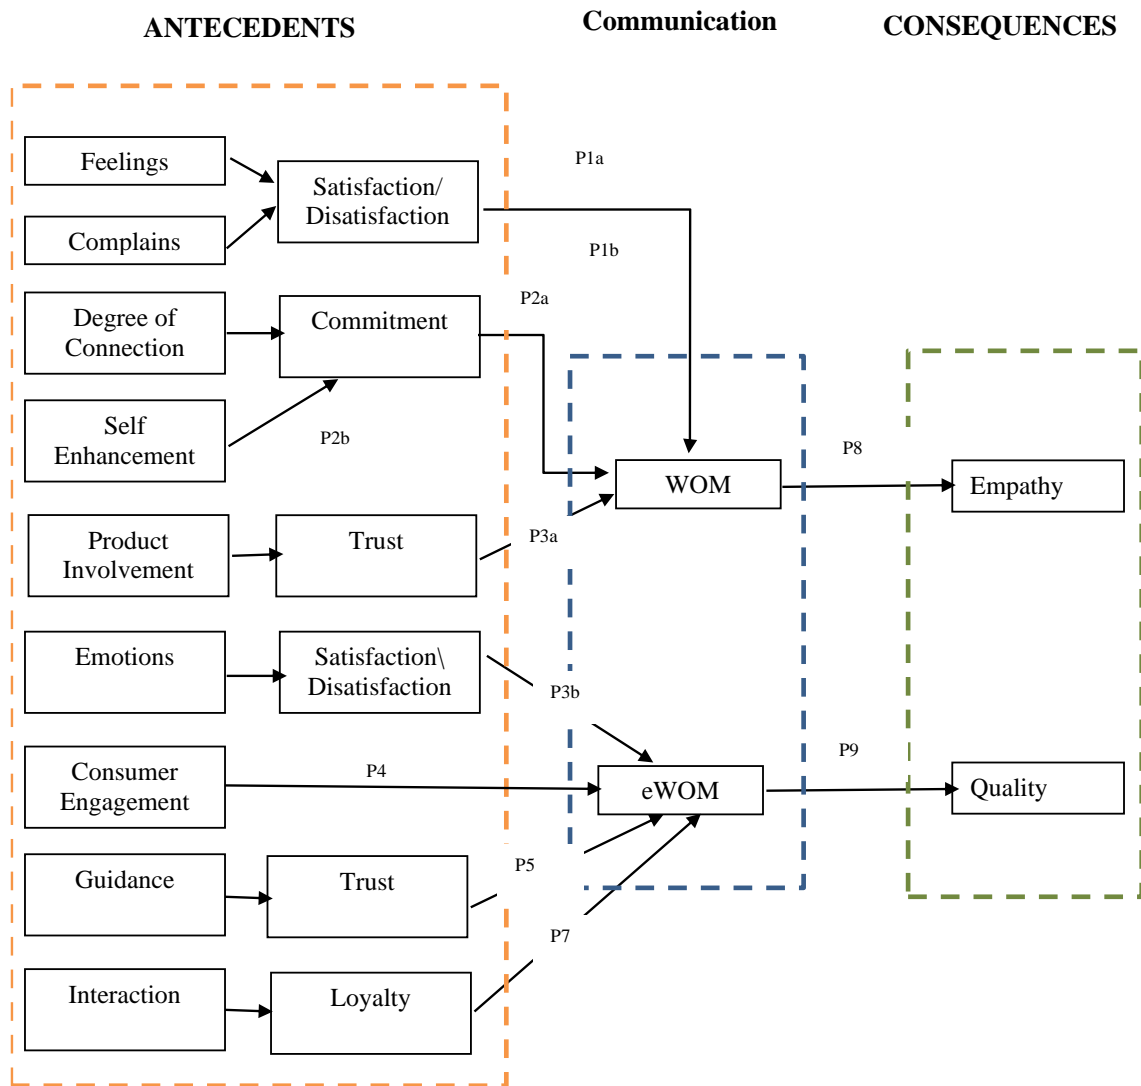 ANTECEDENTS
Communication
CONSEQUENCES
Feelings
Complains
Satisfaction/
Disatisfaction
P1a
P1b
Degree of
Connection
Commitment
P2a
Self
Enhancement
P2b
WOM
P8
Empathy
Product
Involvement
Trust
P3a
Emotions
Satisfaction\
Disatisfaction
P3b
Consumer
Engagement
P4
eWOM
P9
Quality
Guidance
Trust
P5
Interaction
Loyalty
P7